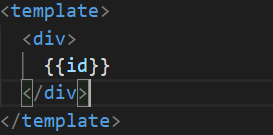 <template>
  <div>
    {{id}}
  </div>
</template>